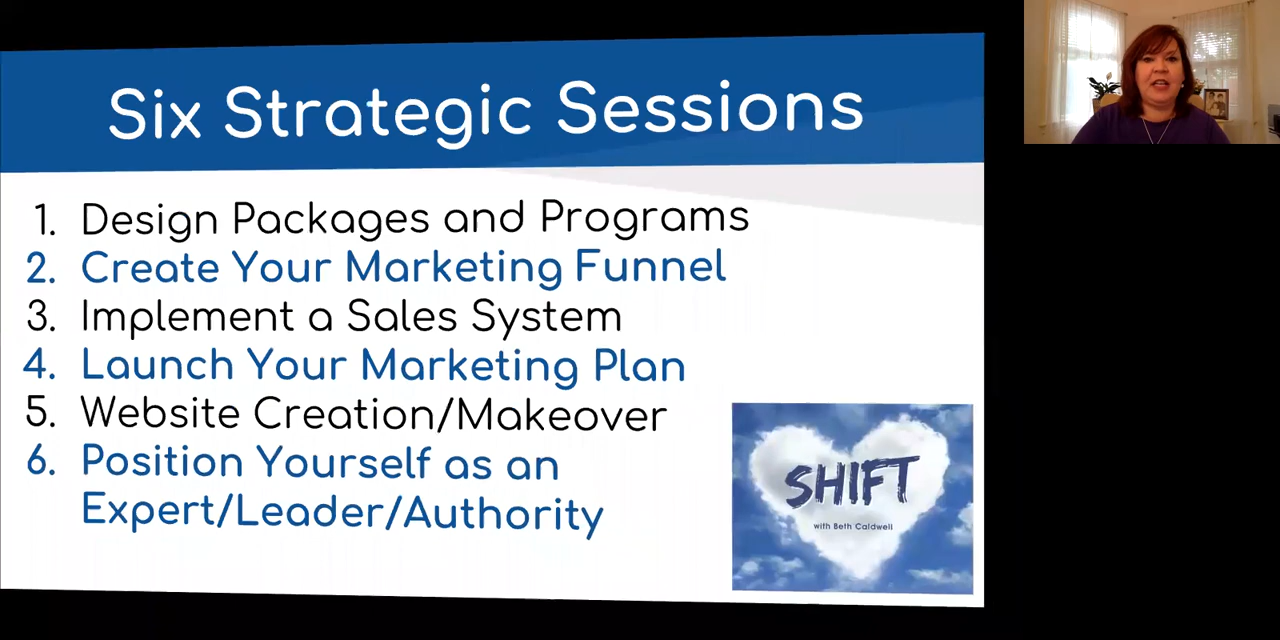 Six Strategic Sessions
1. Design Packages and Programs
2. Create Your Marketing Funnel
3. Implement a Sales System
4. Launch Your Marketing Plan
5. Website Creation/Makeover
6. Position Yourself as an
Expert/Leader/Authority
SHIFT
with Beth Caldwell